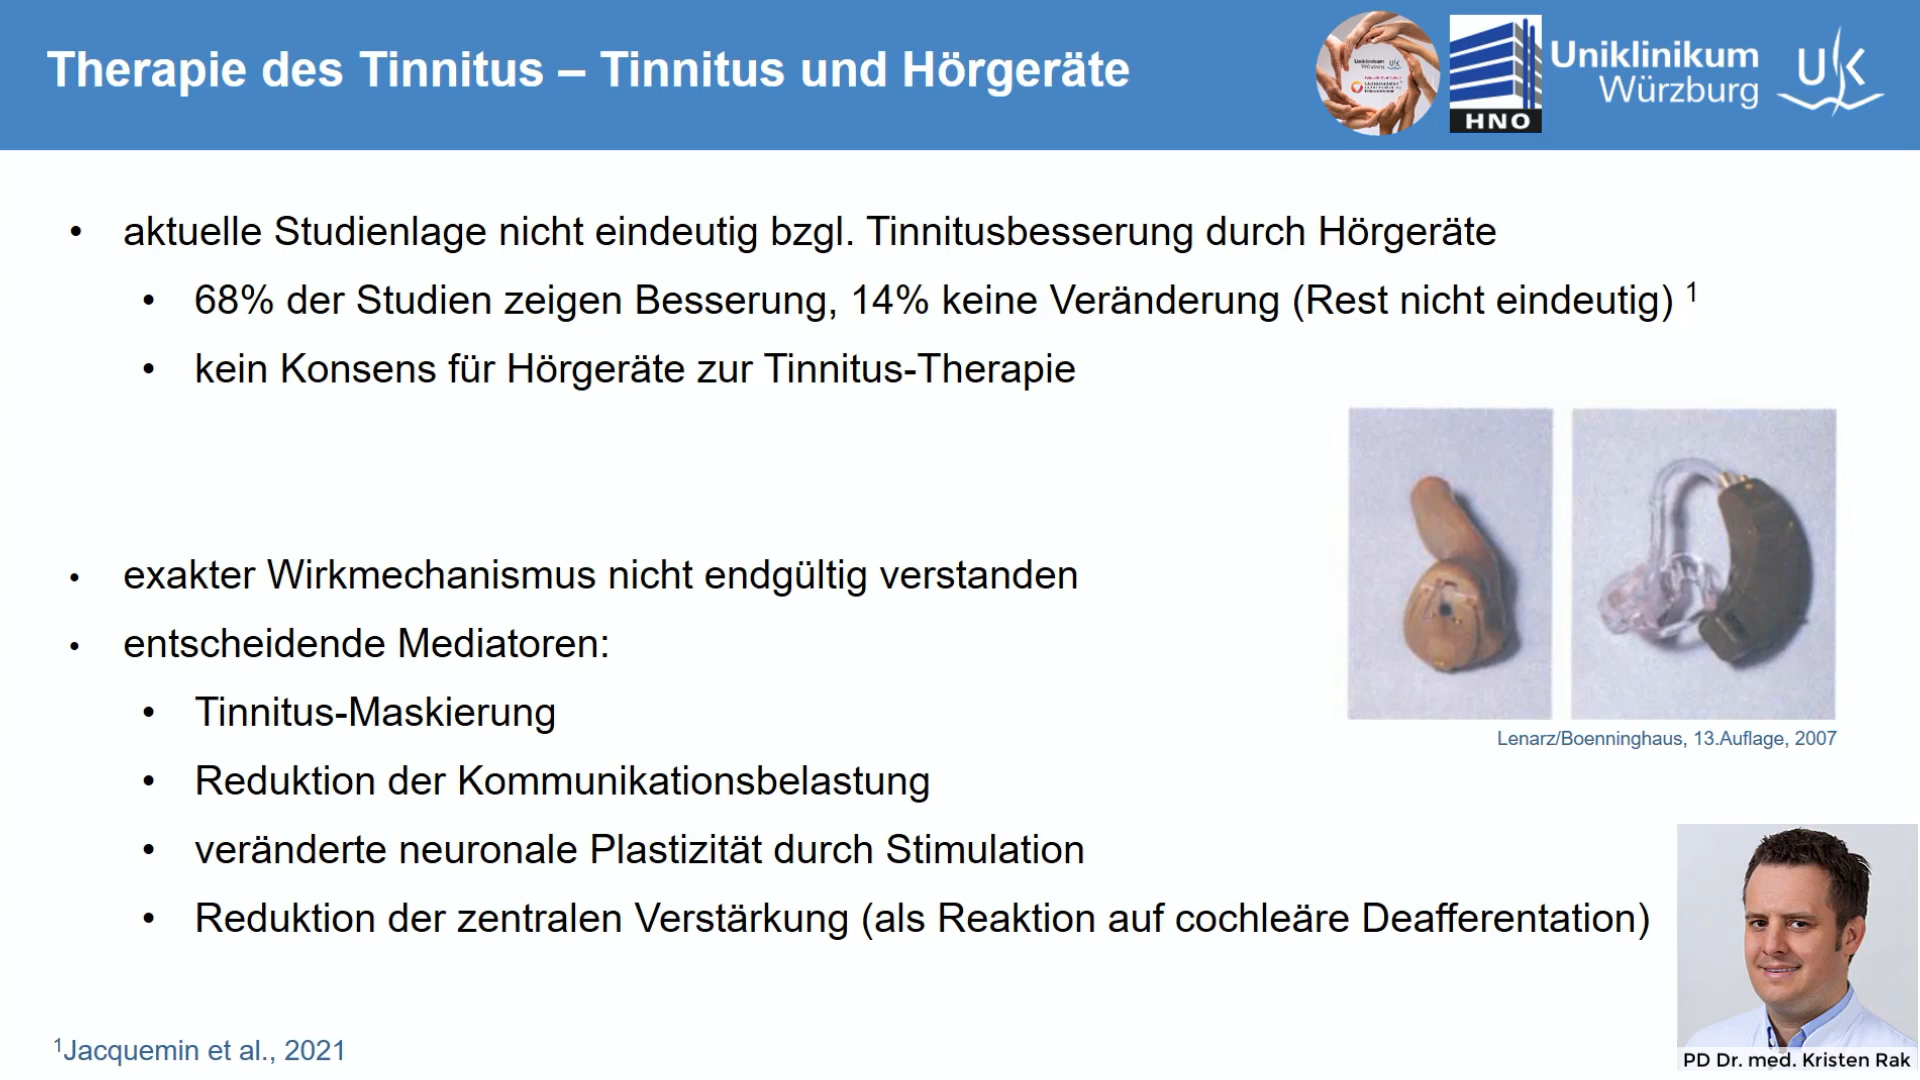 Therapie des Tinnitus – Tinnitus und Hörgeräte
Uniklinikum
Würzburg
HNO
Uniklinikum
Würzburg
UK
• aktuelle Studienlage nicht eindeutig bzgl. Tinnitusbesserung durch Hörgeräte
• 68% der Studien zeigen Besserung, 14% keine Veränderung (Rest nicht eindeutig) ¹
• kein Konsens für Hörgeräte zur Tinnitus-Therapie
• exakter Wirkmechanismus nicht endgültig verstanden
• entscheidende Mediatoren:
• Tinnitus-Maskierung
• Reduktion der Kommunikationsbelastung
• veränderte neuronale Plastizität durch Stimulation
• Reduktion der zentralen Verstärkung (als Reaktion auf cochleäre Deafferentation)
Lenarz/Boenninghaus, 13.Auflage, 2007
¹Jacquemin et al., 2021
PD Dr. med. Kristen Rak